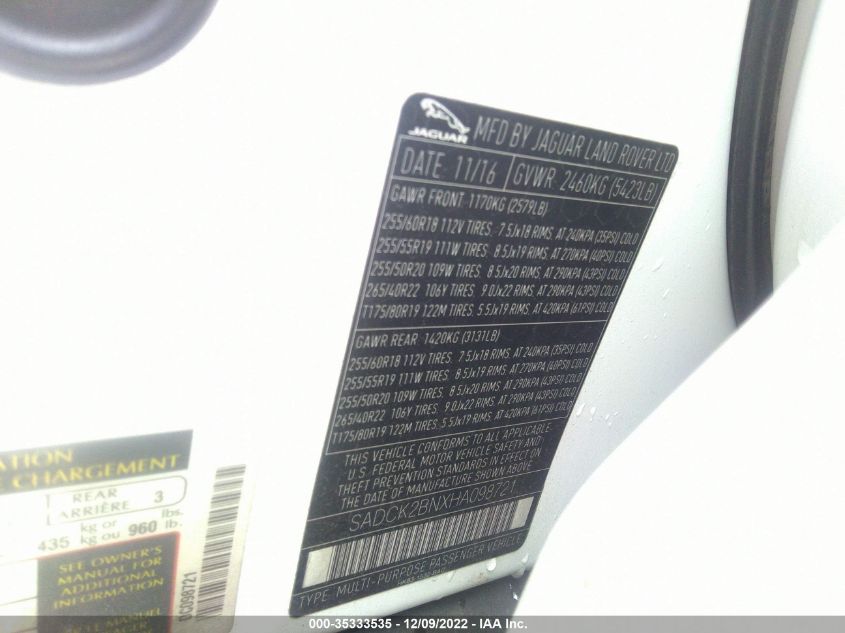 JAGUAR
MFD BY JAGUAR LAND ROVER LTD
DATE: 11/16 GVWR: 2460KG (5423LB)
GAWR FRONT 1170KG (2579LB)
255/60R18 112V TIRES, 7.5Jx18 RIMS, AT 240KPA (35PSI) COLD
255/55R19 111W TIRES, 8.5Jx19 RIMS, AT 270KPA (40PSI) COLD
255/50R20 109W TIRES, 8.5Jx20 RIMS, AT 290KPA (43PSI) COLD
265/40R22 106Y TIRES, 9.0Jx22 RIMS, AT 290KPA (43PSI) COLD
T175/80R19 122M TIRES, 5.5Jx19 RIMS, AT 420KPA (61PSI) COLD
GAWR REAR 1420KG (3131LB)
255/60R18 112V TIRES, 7.5Jx18 RIMS, AT 240KPA (35PSI) COLD
255/55R19 111W TIRES, 8.5Jx19 RIMS, AT 270KPA (40PSI) COLD
255/50R20 109W TIRES, 8.5Jx20 RIMS, AT 290KPA (43PSI) COLD
265/40R22 106Y TIRES, 9.0Jx22 RIMS, AT 290KPA (43PSI) COLD
T175/80R19 122M TIRES, 5.5Jx19 RIMS, AT 420KPA (61PSI) COLD
THIS VEHICLE CONFORMS TO ALL APPLICABLE
U.S. FEDERAL MOTOR VEHICLE SAFETY AND
THEFT PREVENTION STANDARDS IN EFFECT ON
THE DATE OF MANUFACTURE SHOWN ABOVE.
SADCK2BNXHA098721
TYPE: MULTI-PURPOSE PASSENGER VEHICLE
CHARGEMENT
REAR
ARRIÈRE 3
kg or lbs.
435 kg ou 960 lb.
SEE OWNER'S
MANUAL FOR
ADDITIONAL
INFORMATION
MANUEL
0C098721
000-35333535 - 12/09/2022 - IAA Inc.